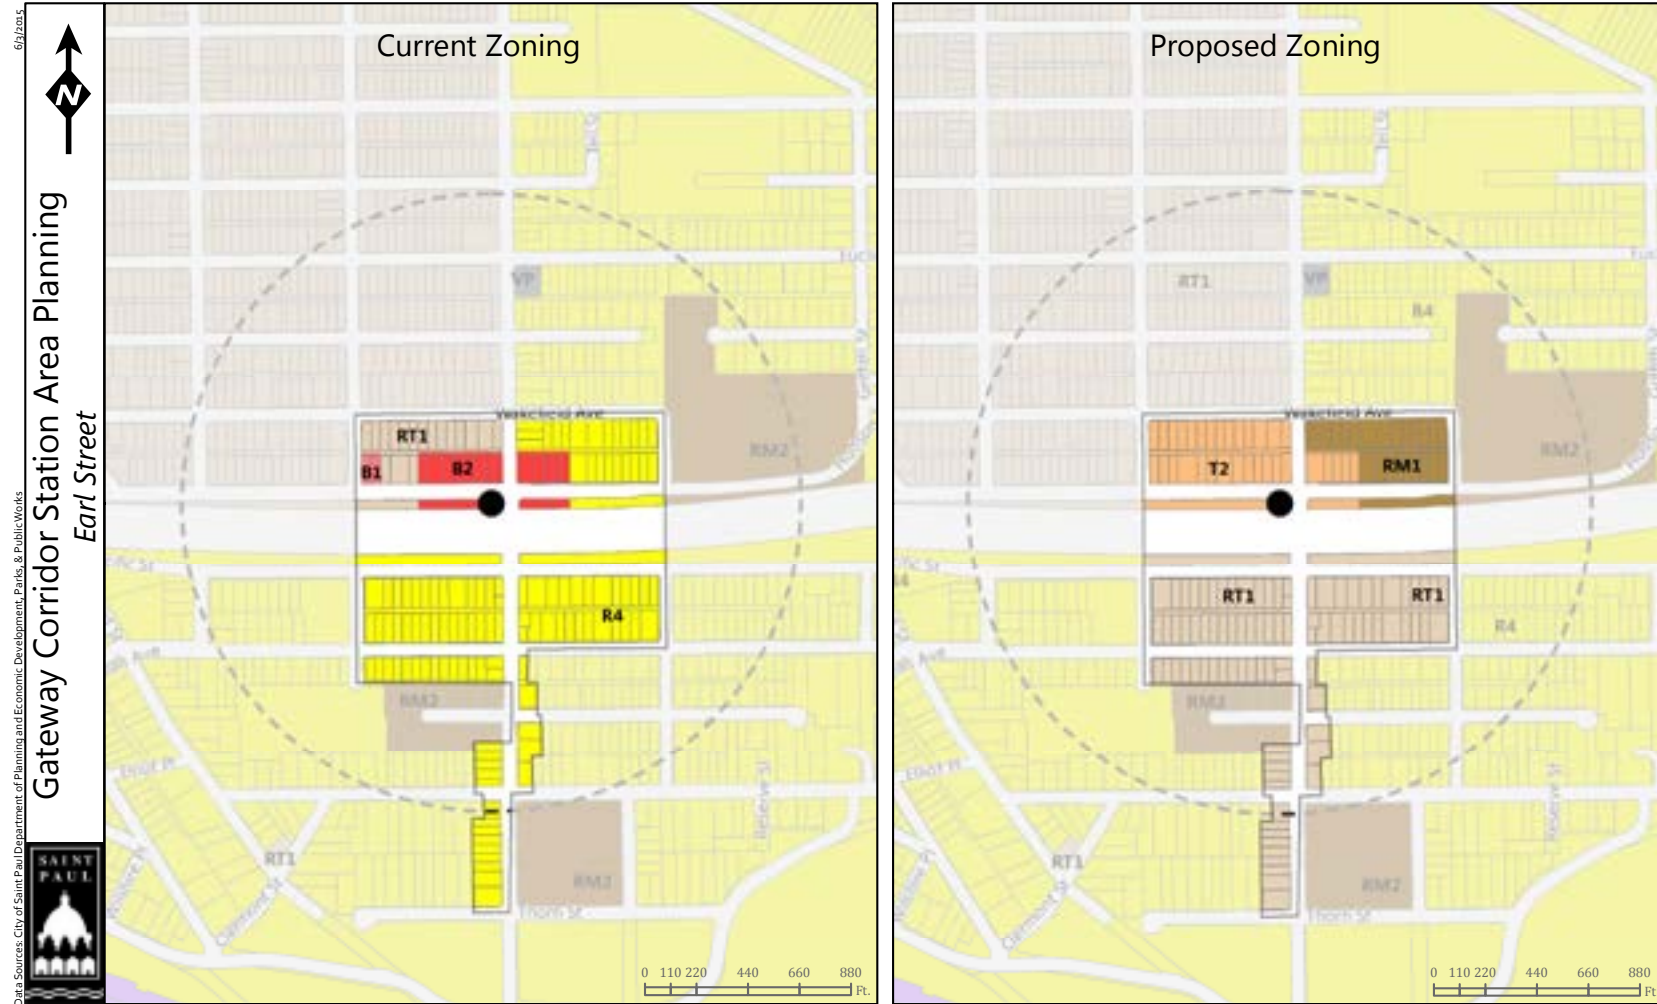 6/3/2015
Gateway Corridor Station Area Planning
Earl Street
Data Sources: City of Saint Paul Department of Planning and Economic Development, Parks, & Public Works
SAINT
PAUL
N
Current Zoning
VP
Wakefield Ave
RT1
B1
B2
RM2
R4
RM2
Reserve St
RT1
Clermont St
RM2
Thorn St
0 110 220 440 660 880
Ft.
Proposed Zoning
RT1
VP
R4
Wakefield Ave
T2
RM1
RM2
RT1
RT1
R4
RM2
Reserve St
RT1
Clermont St
RM2
Thorn St
0 110 220 440 660 880
Ft.